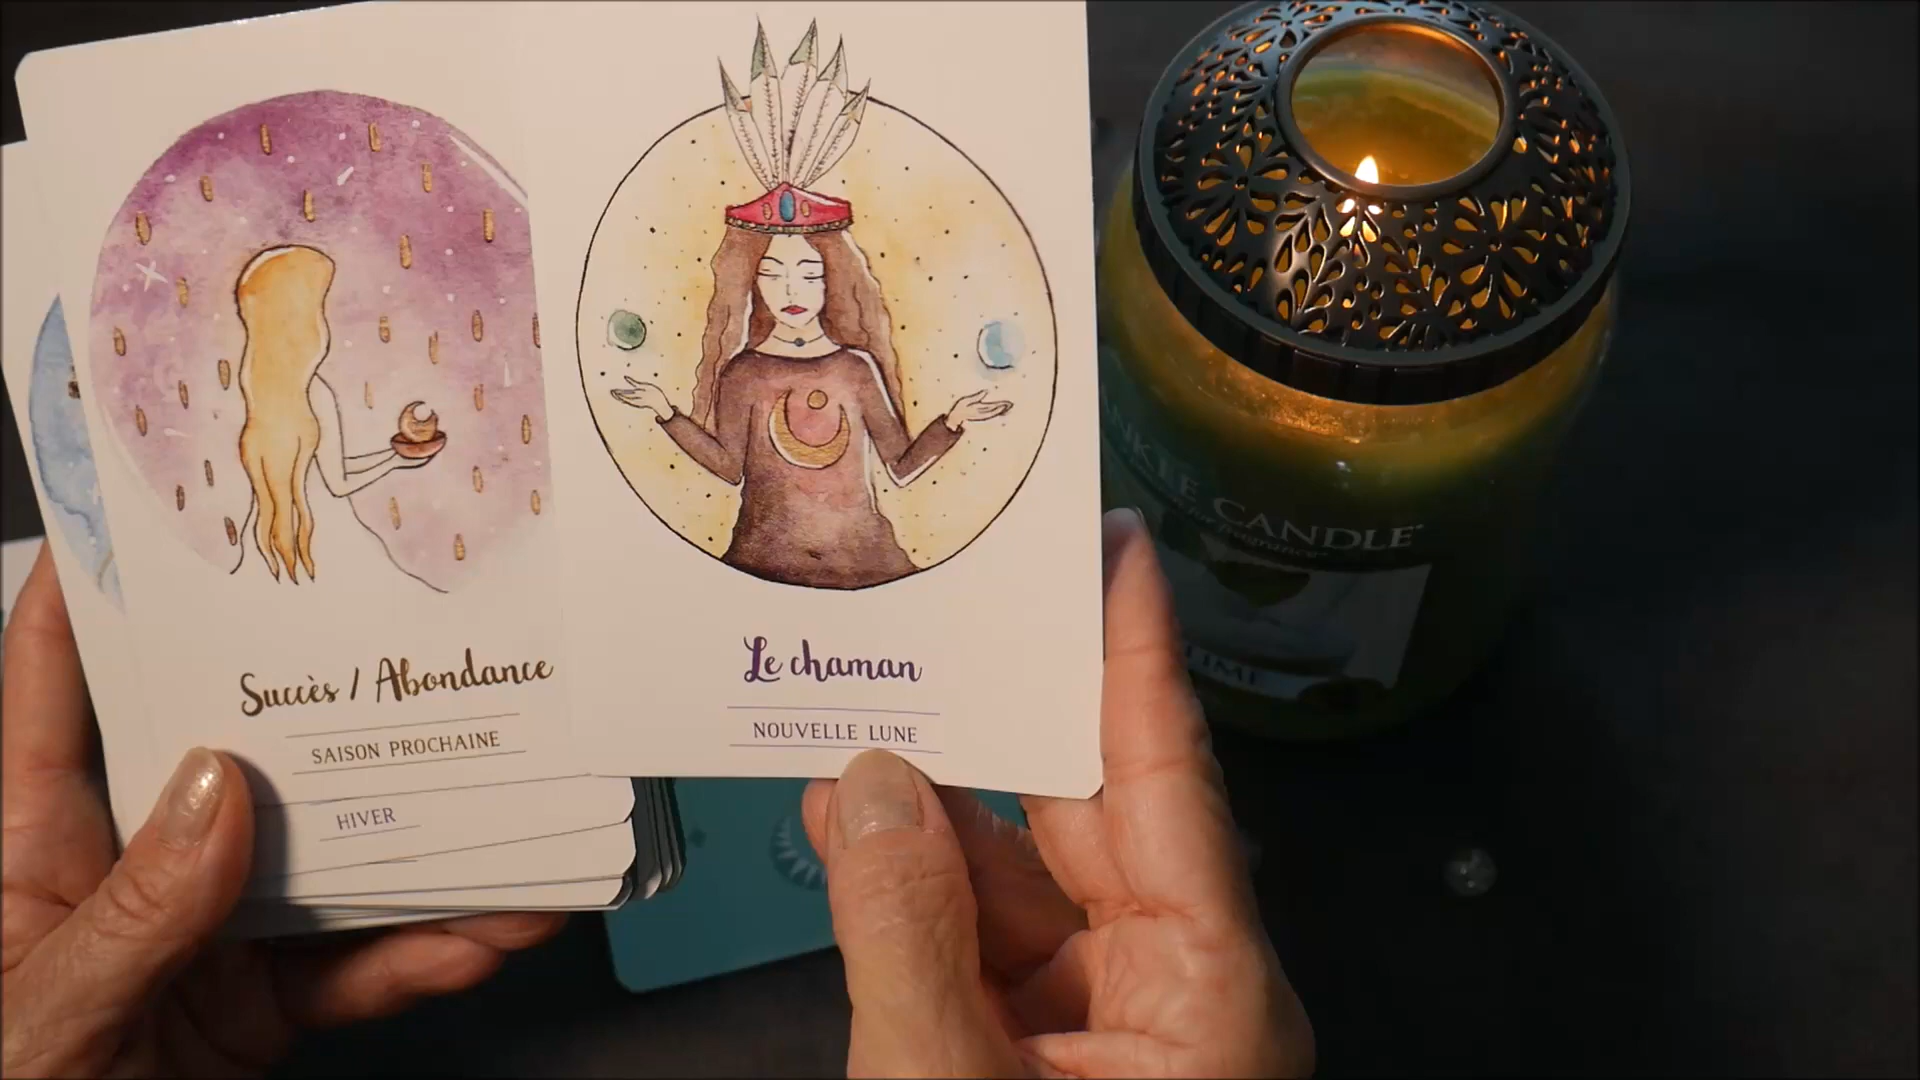 Succès / Abondance
SAISON PROCHAINE
HIVER
Le chaman
NOUVELLE LUNE
CANDLE